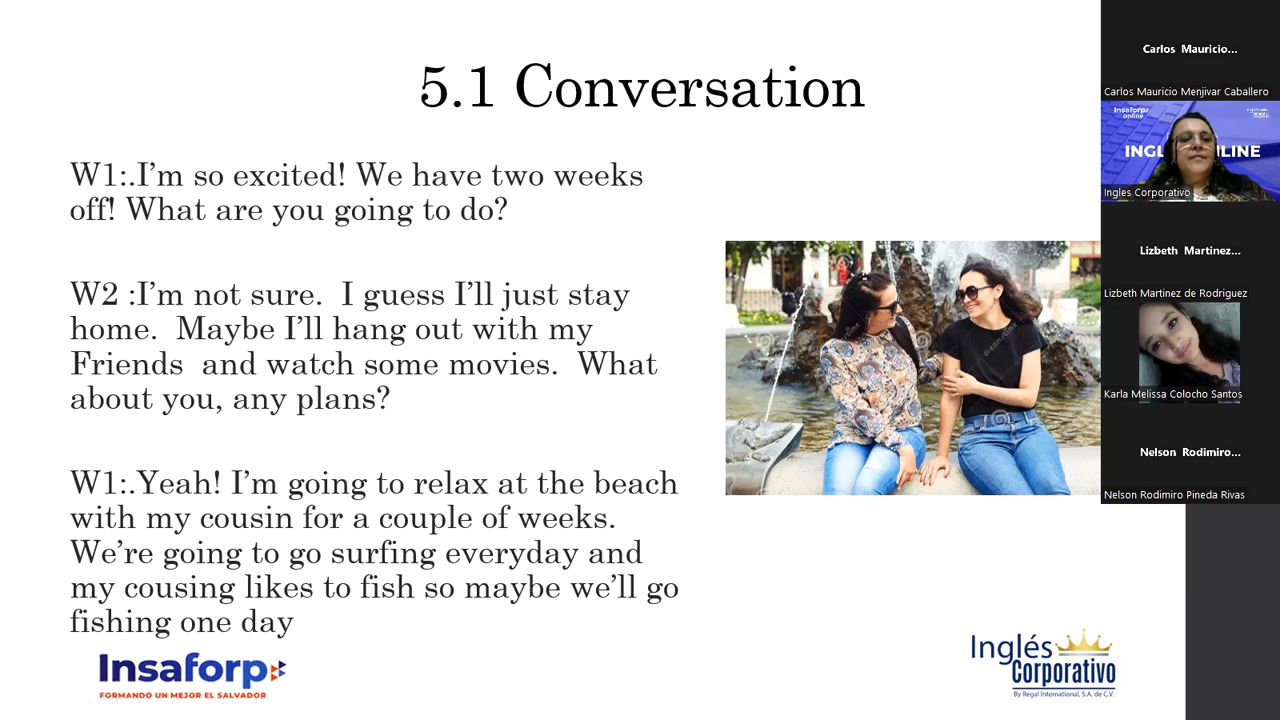 5.1 Conversation
W1:.I'm so excited! We have two weeks
off! What are you going to do?
W2 :I'm not sure.  I guess I'll just stay
home.  Maybe I'll hang out with my
Friends  and watch some movies.  What
about you, any plans?
W1:.Yeah! I'm going to relax at the beach
with my cousin for a couple of weeks.
We're going to go surfing everyday and
my cousing likes to fish so maybe we'll go
fishing one day
Insaforp
FORMANDO UN MEJOR EL SALVADOR
Inglés
Corporativo
By Regal International, S.A. de C.V.
Carlos Mauricio...
Carlos Mauricio Menjivar Caballero
Insaforp
online
Ingles Corporativo
Lizbeth Martinez...
Lizbeth Martinez de Rodriguez
Karla Melissa Colocho Santos
Nelson Rodimiro...
Nelson Rodimiro Pineda Rivas